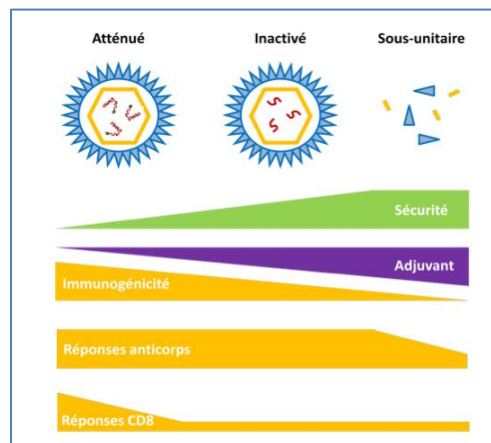 Atténué
Inactivé
Sous-unitaire
Sécurité
Adjuvant
Immunogénicité
Réponses anticorps
Réponses CD8